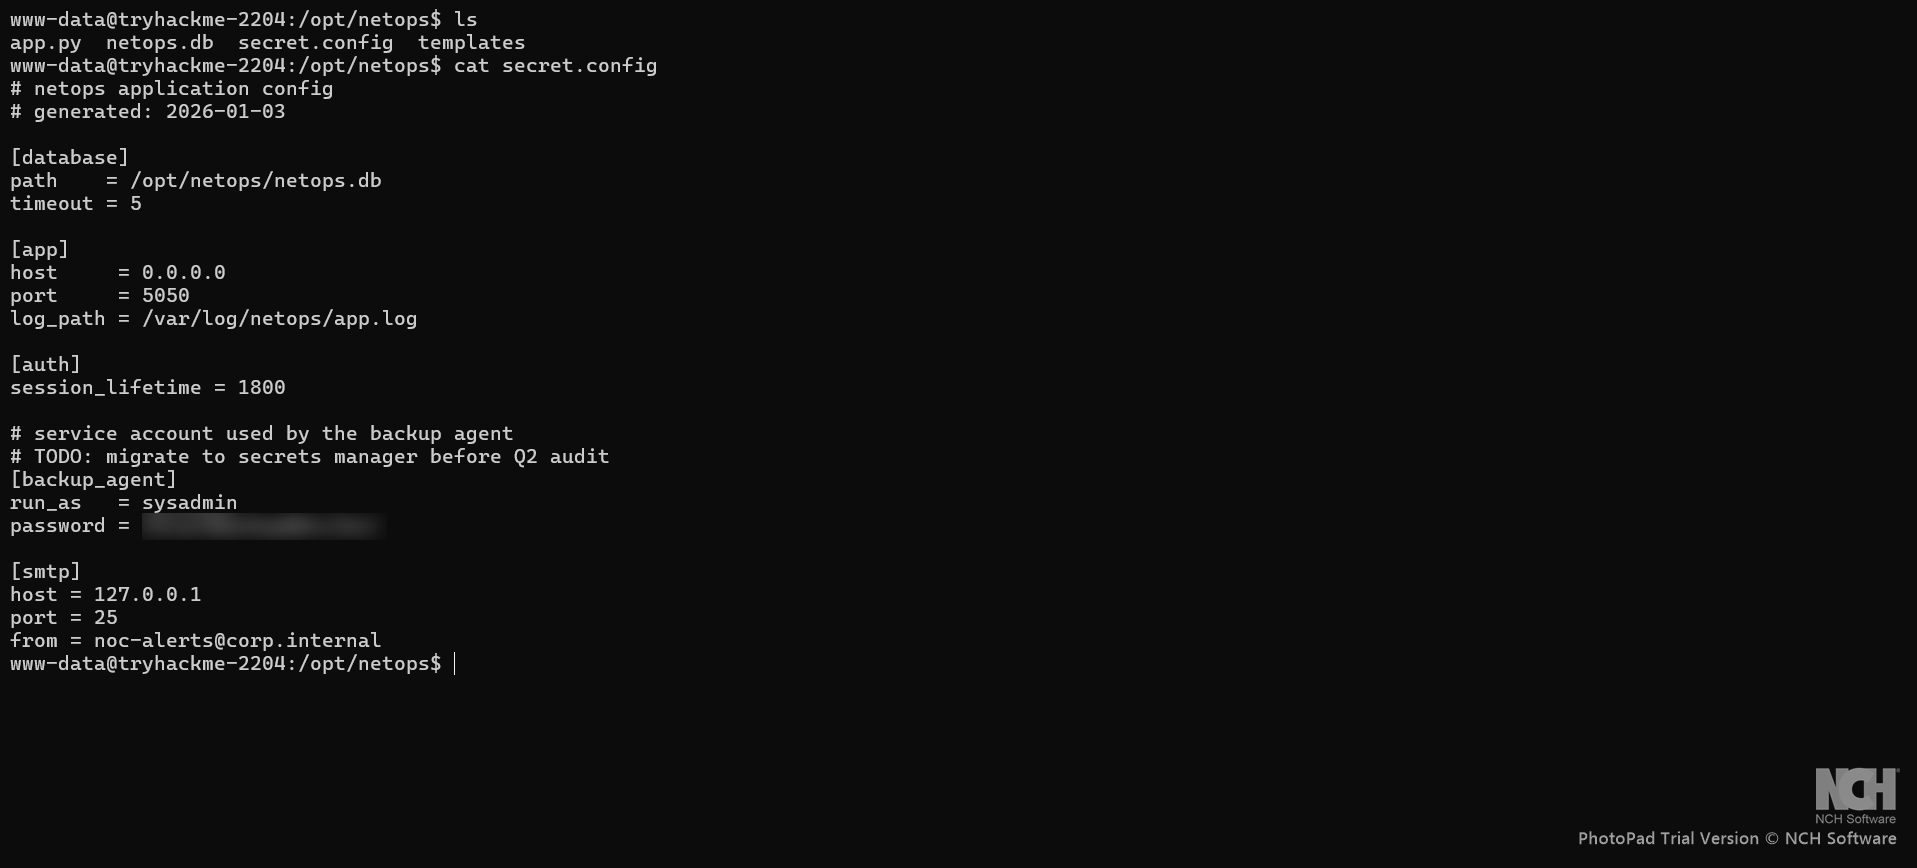 www-data@tryhackme-2204:/opt/netops$ ls
app.py  netops.db  secret.config  templates
www-data@tryhackme-2204:/opt/netops$ cat secret.config
# netops application config
# generated: 2026-01-03

[database]
path    = /opt/netops/netops.db
timeout = 5

[app]
host     = 0.0.0.0
port     = 5050
log_path = /var/log/netops/app.log

[auth]
session_lifetime = 1800

# service account used by the backup agent
# TODO: migrate to secrets manager before Q2 audit
[backup_agent]
run_as   = sysadmin
password =

[smtp]
host = 127.0.0.1
port = 25
from = noc-alerts@corp.internal
www-data@tryhackme-2204:/opt/netops$
NCH
NCH Software
PhotoPad Trial Version © NCH Software